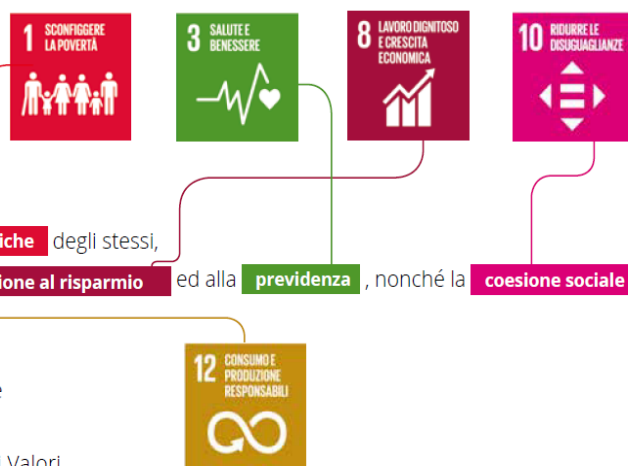 1 SCONFIGGERE
LA POVERTÀ
3 SALUTE E
BENESSERE
8 LAVORO DIGNITOSO
E CRESCITA
ECONOMICA
10 RIDURRE LE
DISUGUAGLIANZE
iche degli stessi,
ione al risparmio ed alla previdenza , nonché la coesione sociale
12 CONSUMO E
PRODUZIONE
RESPONSABILI
e
i Valori